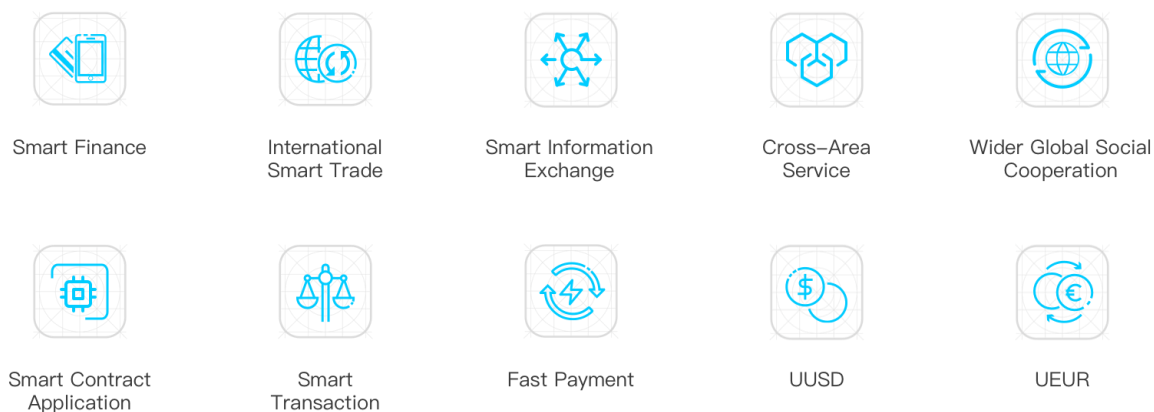 Smart Finance
International
Smart Trade
Smart Information
Exchange
Cross–Area
Service
Wider Global Social
Cooperation
Smart Contract
Application
Smart
Transaction
Fast Payment
UUSD
UEUR